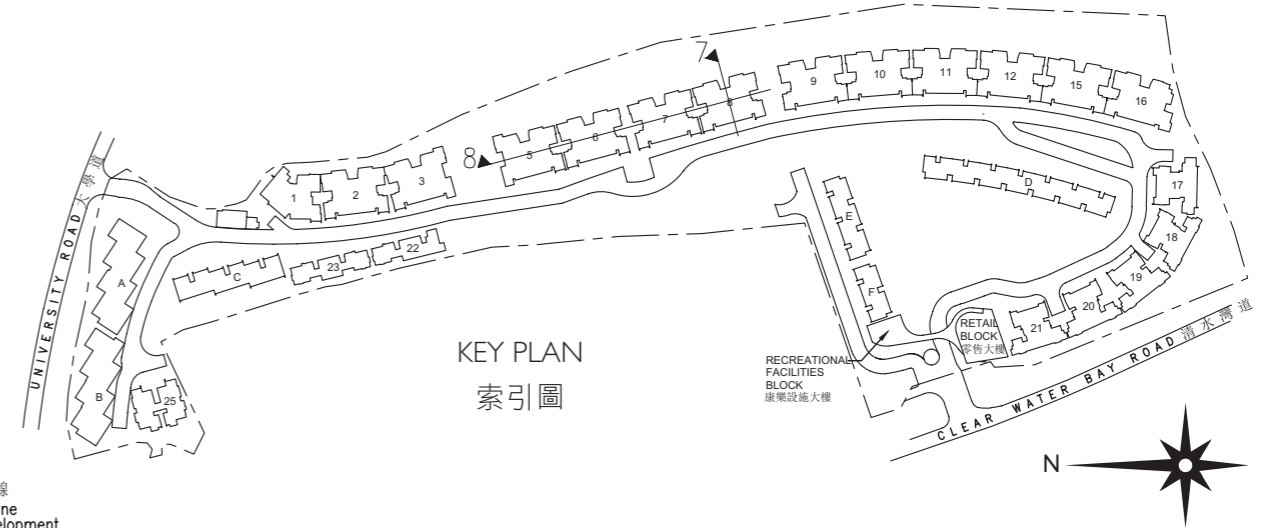 7
8
9
10
11
12
15
16
5
6
7
8
1
2
3
17
18
19
20
21
D
E
F
22
23
C
A
B
25
UNIVERSITY ROAD 大學道
KEY PLAN
索引圖
RETAIL
BLOCK
零售大樓
RECREATIONAL
FACILITIES
BLOCK
康樂設施大樓
CLEAR WATER BAY ROAD 清水灣道
N
線
ne
elopment